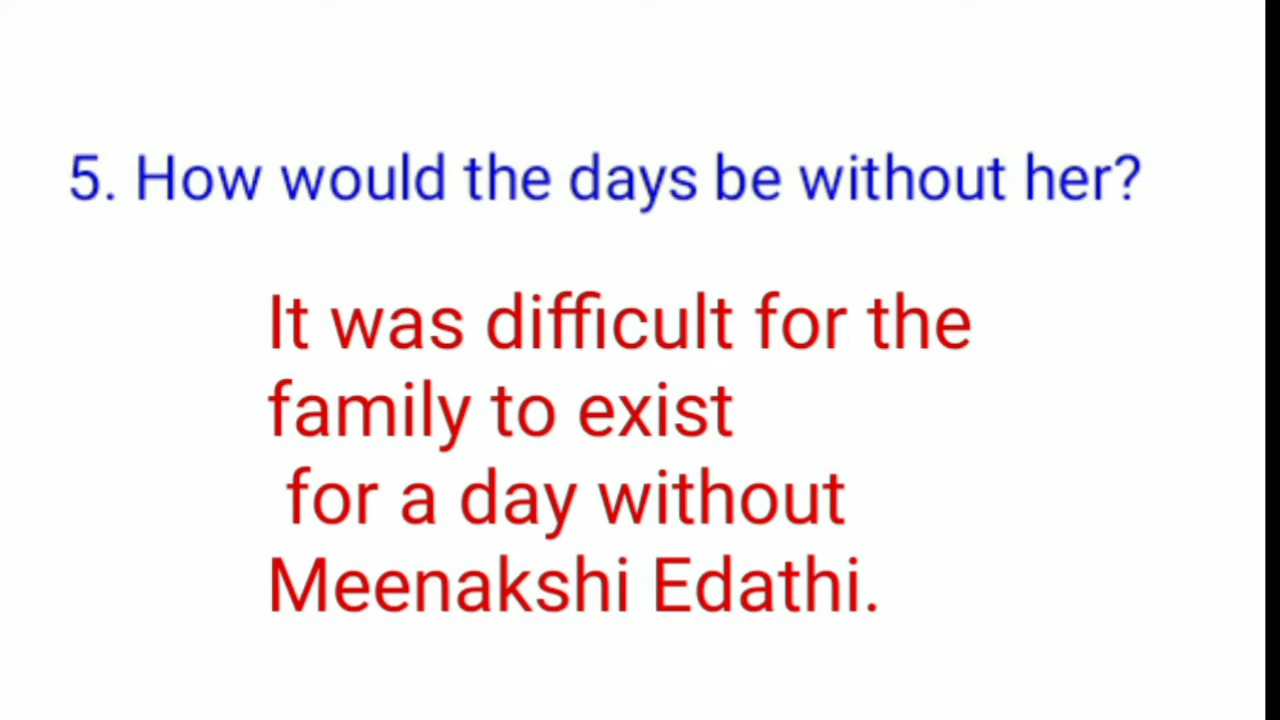 5. How would the days be without her?
It was difficult for the
family to exist
for a day without
Meenakshi Edathi.